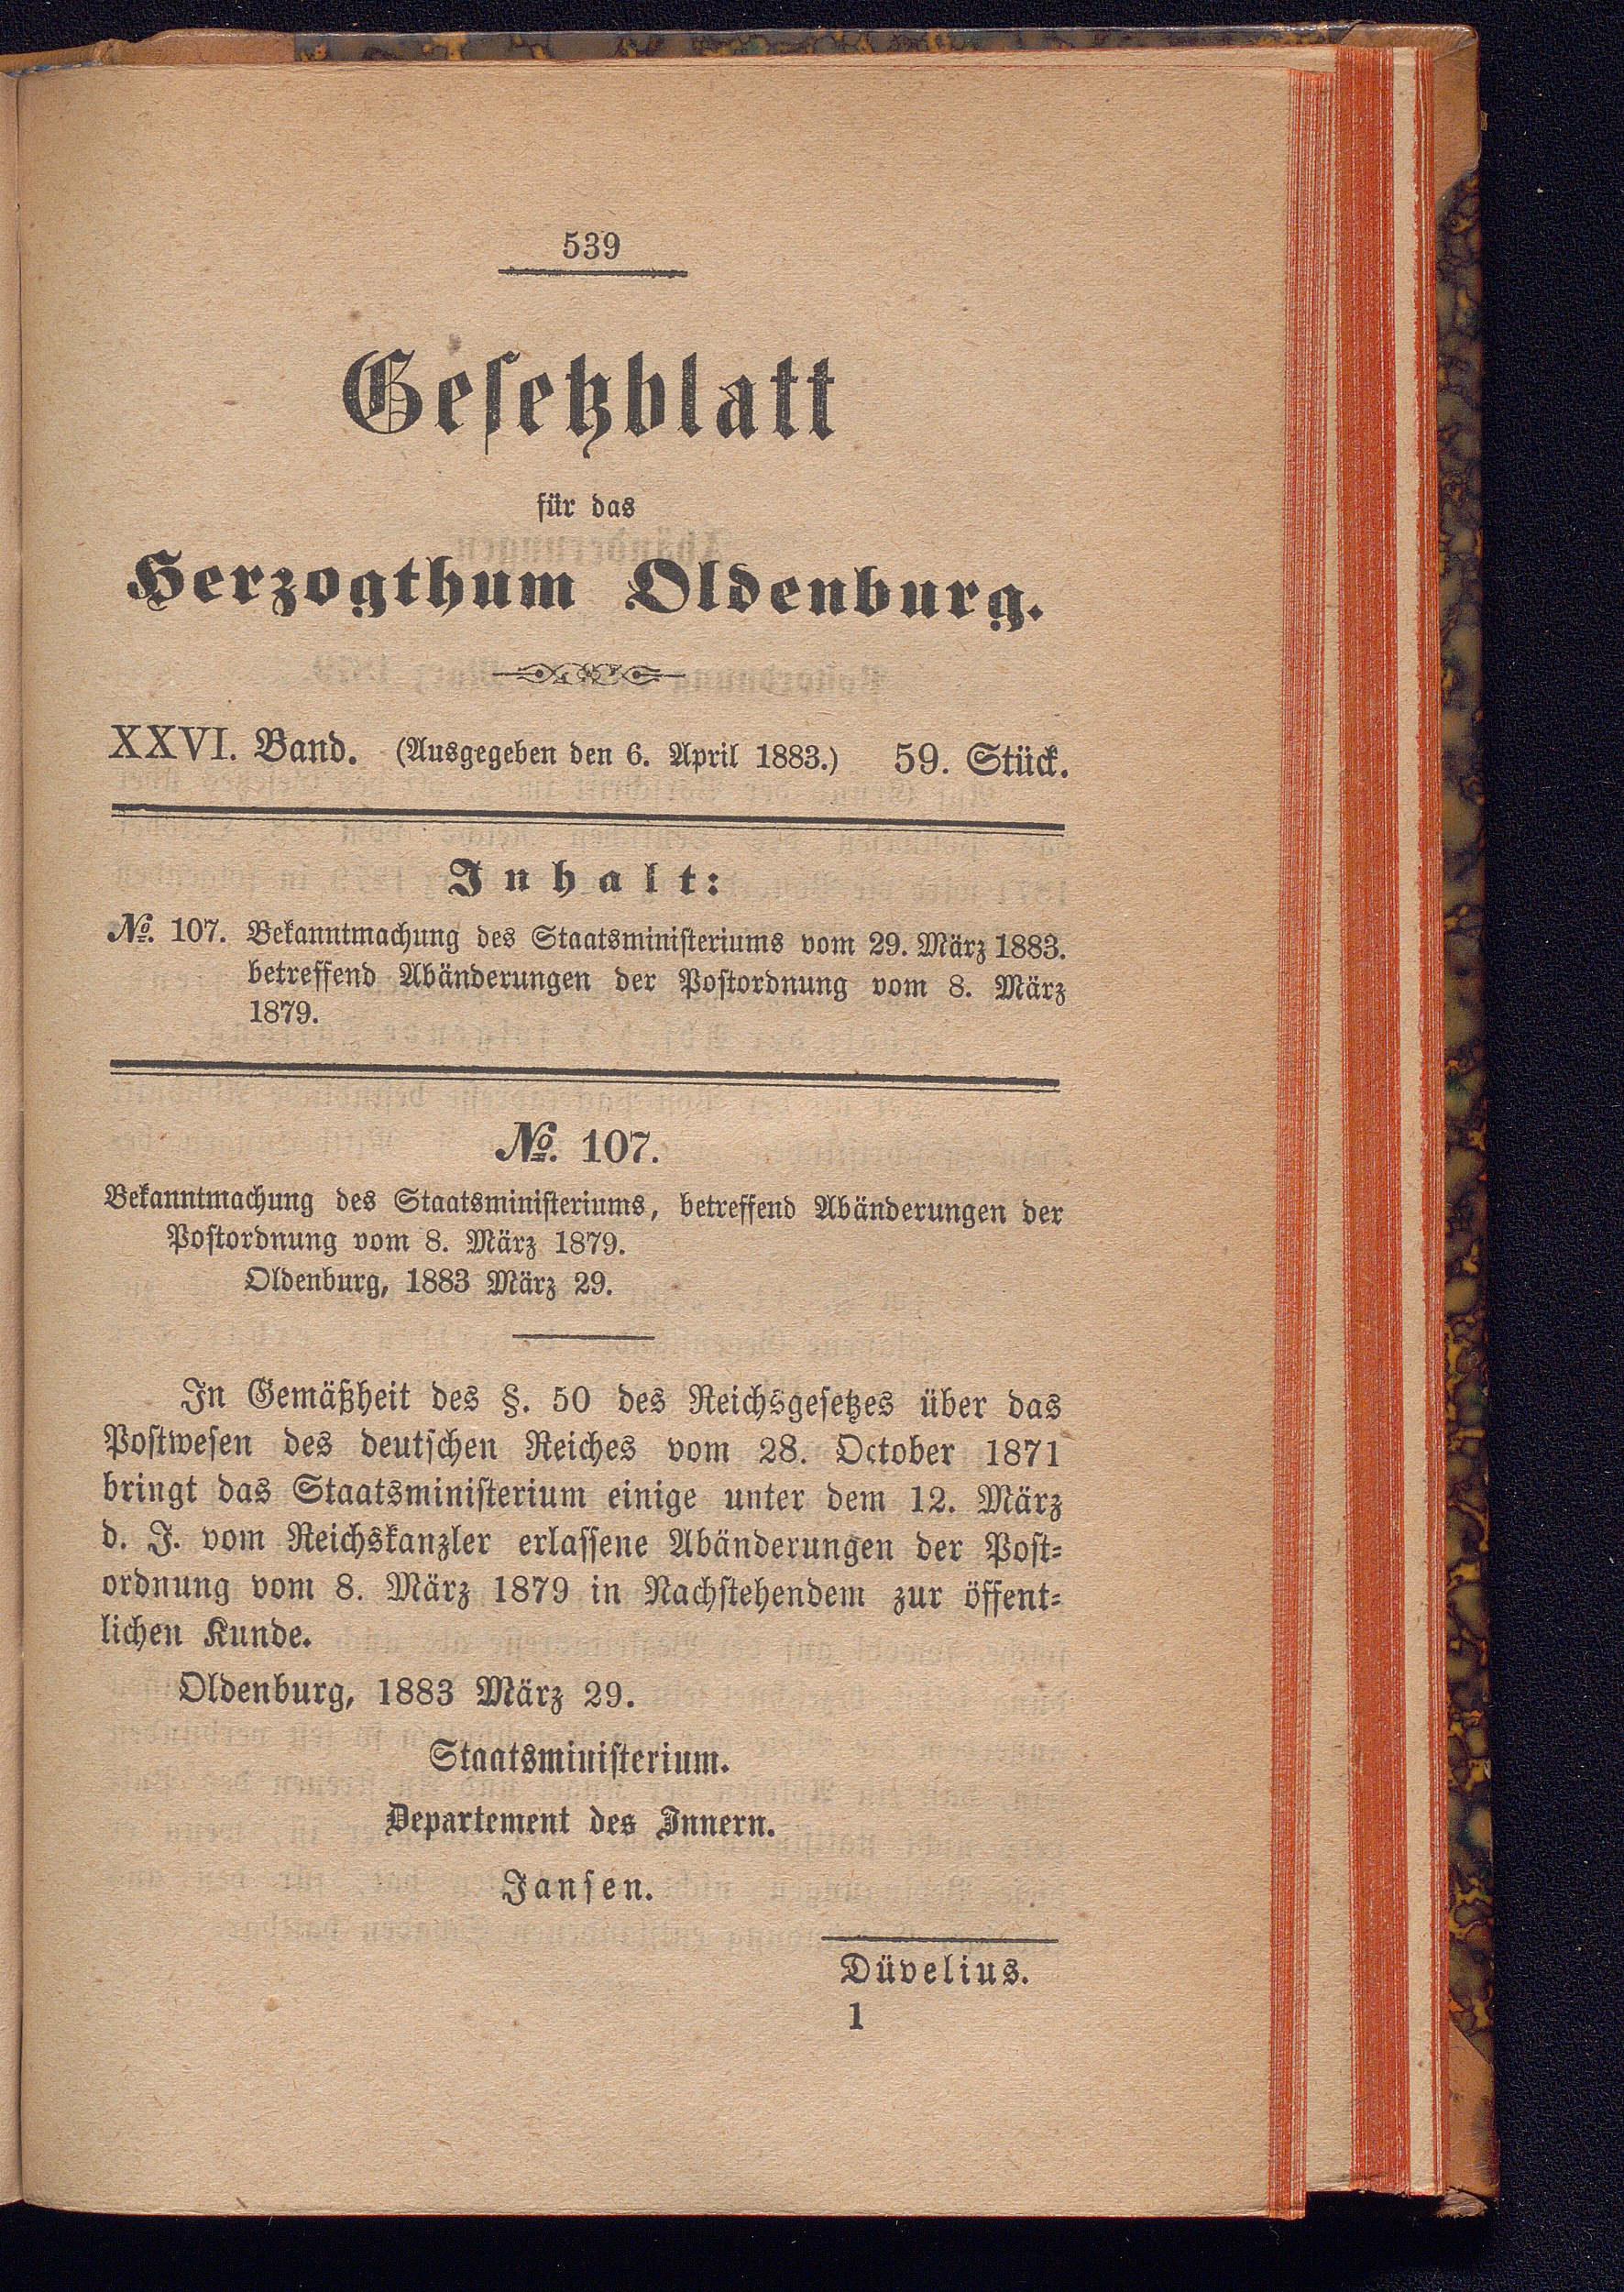 539
Gesetzblatt
für das
Herzogthum Oldenburg.
XXVI. Band. (Ausgegeben den 6. April 1883.) 59. Stück.
Inhalt:
№. 107. Bekanntmachung des Staatsministeriums vom 29. März 1883.
betreffend Abänderungen der Postordnung vom 8. März
1879.
№. 107.
Bekanntmachung des Staatsministeriums, betreffend Abänderungen der
Postordnung vom 8. März 1879.
Oldenburg, 1883 März 29.
In Gemäßheit des §. 50 des Reichsgesetzes über das
Postwesen des deutschen Reiches vom 28. October 1871
bringt das Staatsministerium einige unter dem 12. März
d. J. vom Reichskanzler erlassene Abänderungen der Post-
ordnung vom 8. März 1879 in Nachstehendem zur öffent-
lichen Kunde.
Oldenburg, 1883 März 29.
Staatsministerium.
Departement des Innern.
Jansen.
Düvelius.
1